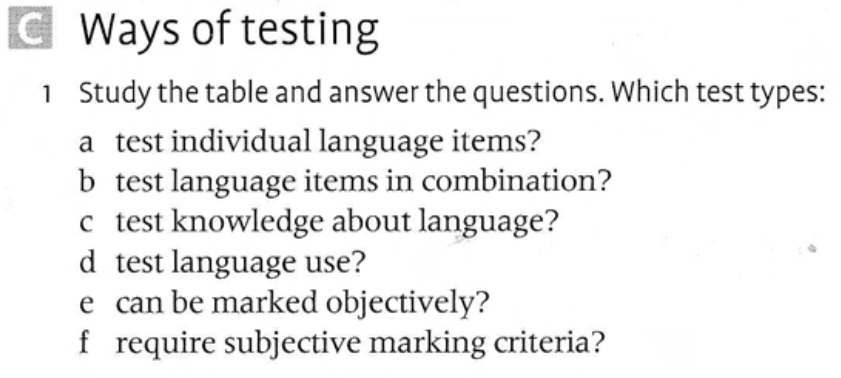 C Ways of testing
1 Study the table and answer the questions. Which test types:
a test individual language items?
b test language items in combination?
c test knowledge about language?
d test language use?
e can be marked objectively?
f require subjective marking criteria?